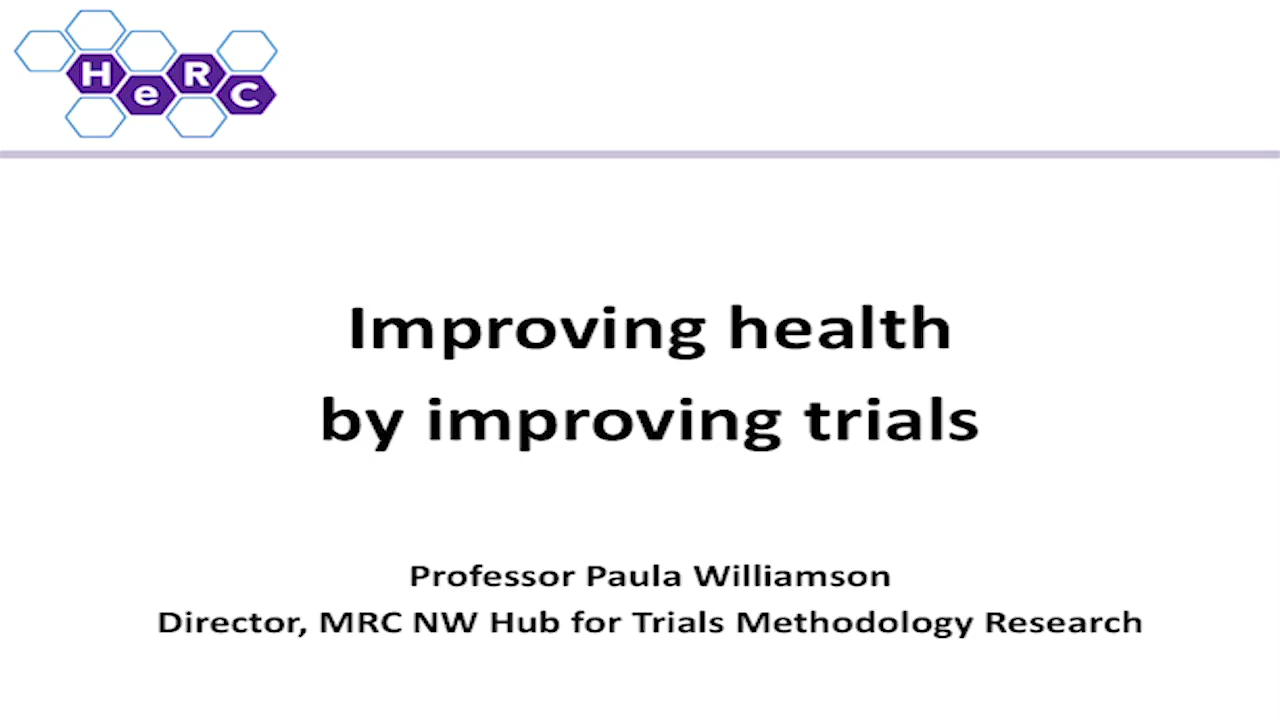 HeRC
Improving health
by improving trials
Professor Paula Williamson
Director, MRC NW Hub for Trials Methodology Research